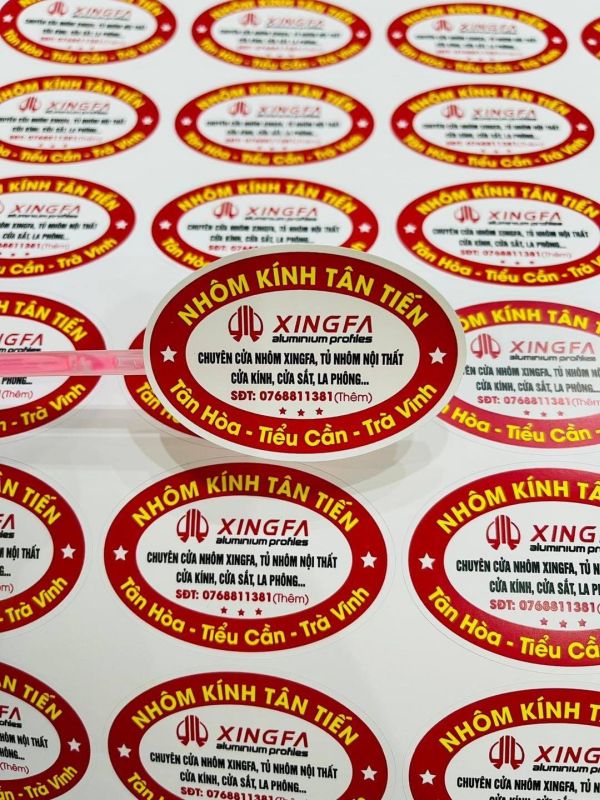 NHÔM KÍNH TÂN TIẾN
XINGFA
aluminium profiles
CHUYÊN CỬA NHÔM XINGFA, TỦ NHÔM NỘI THẤT
CỬA KÍNH, CỬA SẮT, LA PHÔNG...
SĐT: 0768811381(Thêm)
Tân Hòa - Tiểu Cần - Trà Vinh